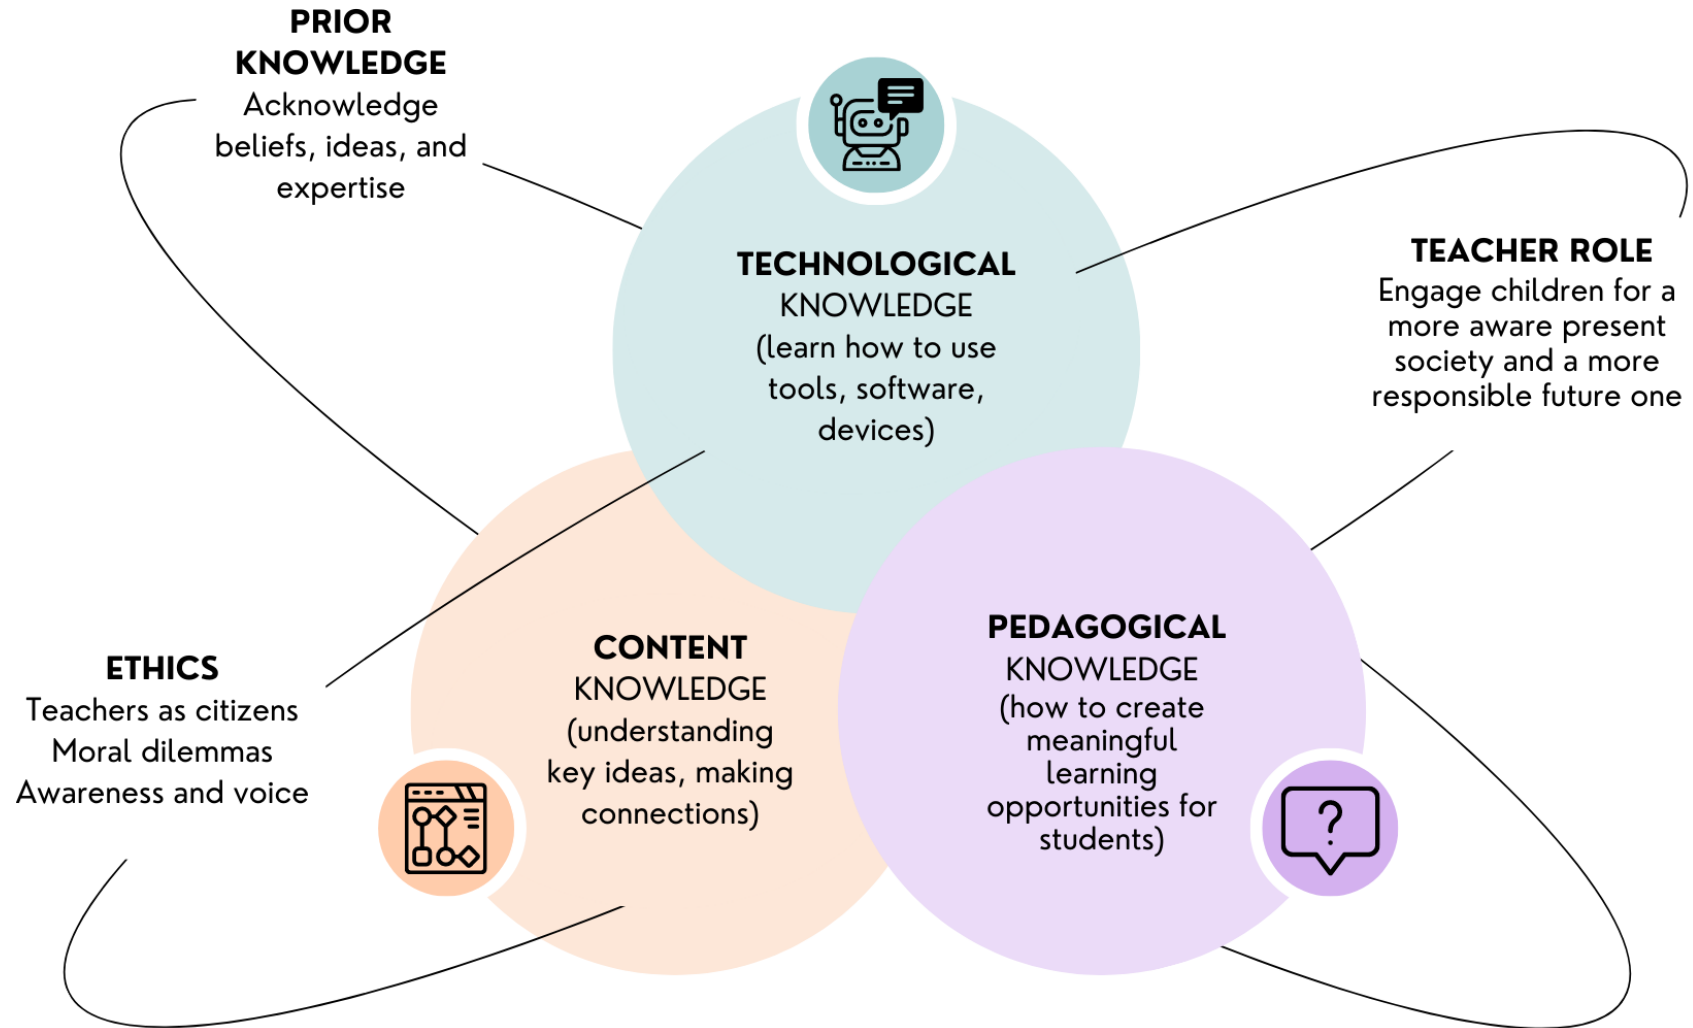 PRIOR
KNOWLEDGE
Acknowledge
beliefs, ideas, and
expertise
TECHNOLOGICAL
KNOWLEDGE
(learn how to use
tools, software,
devices)
TEACHER ROLE
Engage children for a
more aware present
society and a more
responsible future one
ETHICS
Teachers as citizens
Moral dilemmas
Awareness and voice
CONTENT
KNOWLEDGE
(understanding
key ideas, making
connections)
PEDAGOGICAL
KNOWLEDGE
(how to create
meaningful
learning
opportunities for
students)
?